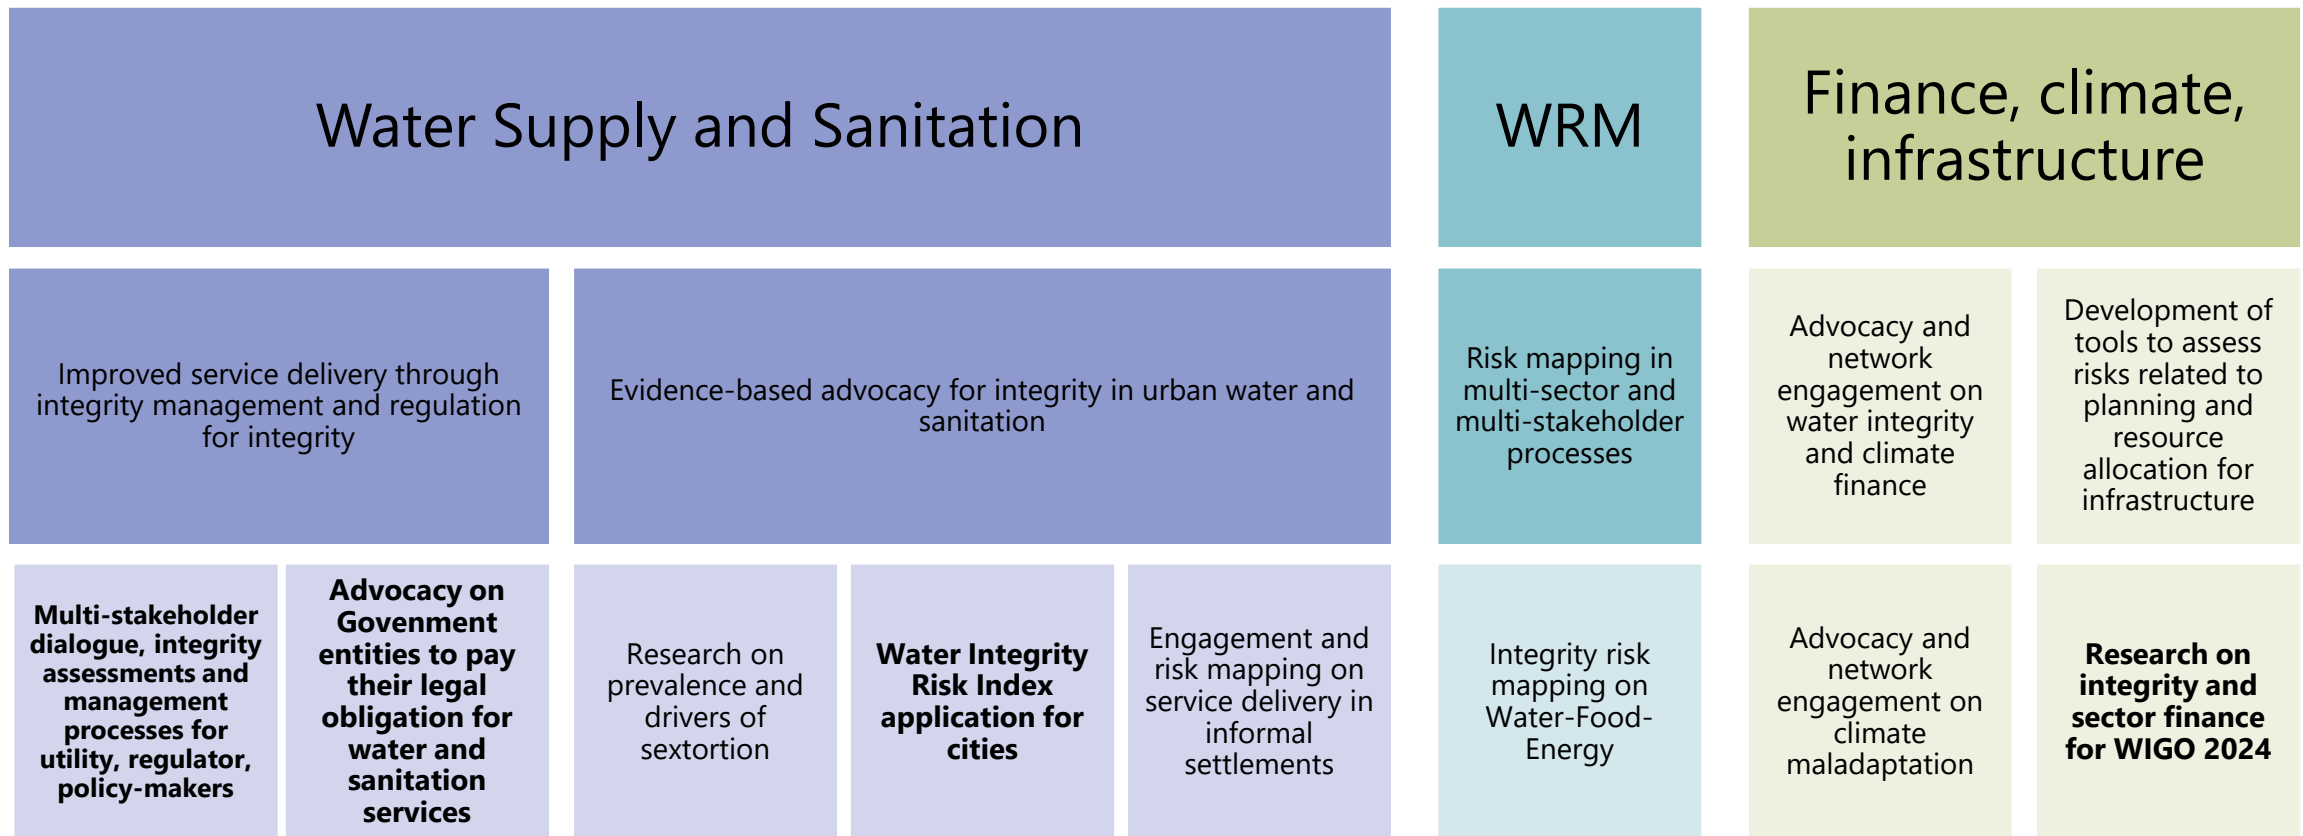 Water Supply and Sanitation
WRM
Finance, climate,
infrastructure
Improved service delivery through
integrity management and regulation
for integrity
Evidence-based advocacy for integrity in urban water and
sanitation
Risk mapping in
multi-sector and
multi-stakeholder
processes
Advocacy and
network
engagement on
water integrity
and climate
finance
Development of
tools to assess
risks related to
planning and
resource
allocation for
infrastructure
Multi-stakeholder
dialogue, integrity
assessments and
management
processes for
utility, regulator,
policy-makers
Advocacy on
Govenment
entities to pay
their legal
obligation for
water and
sanitation
services
Research on
prevalence and
drivers of
sextortion
Water Integrity
Risk Index
application for
cities
Engagement and
risk mapping on
service delivery in
informal
settlements
Integrity risk
mapping on
Water-Food-
Energy
Advocacy and
network
engagement on
climate
maladaptation
Research on
integrity and
sector finance
for WIGO 2024